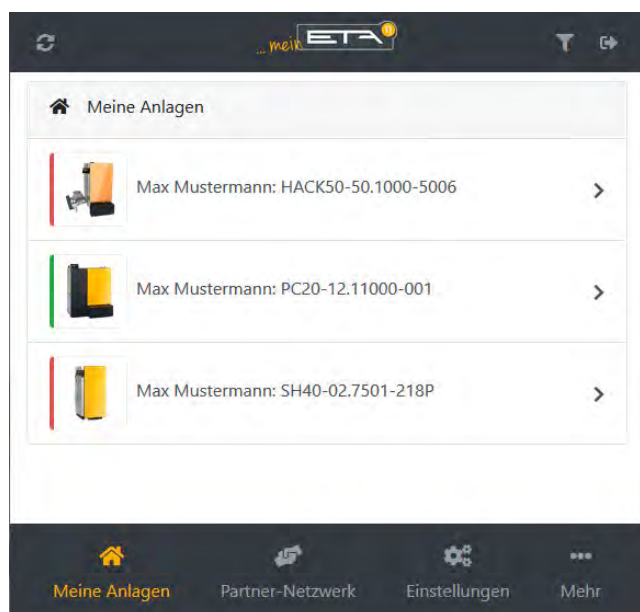 ... mein ETA
Meine Anlagen
Max Mustermann: HACK50-50.1000-5006
Max Mustermann: PC20-12.11000-001
Max Mustermann: SH40-02.7501-218P
Meine Anlagen Partner-Netzwerk Einstellungen Mehr